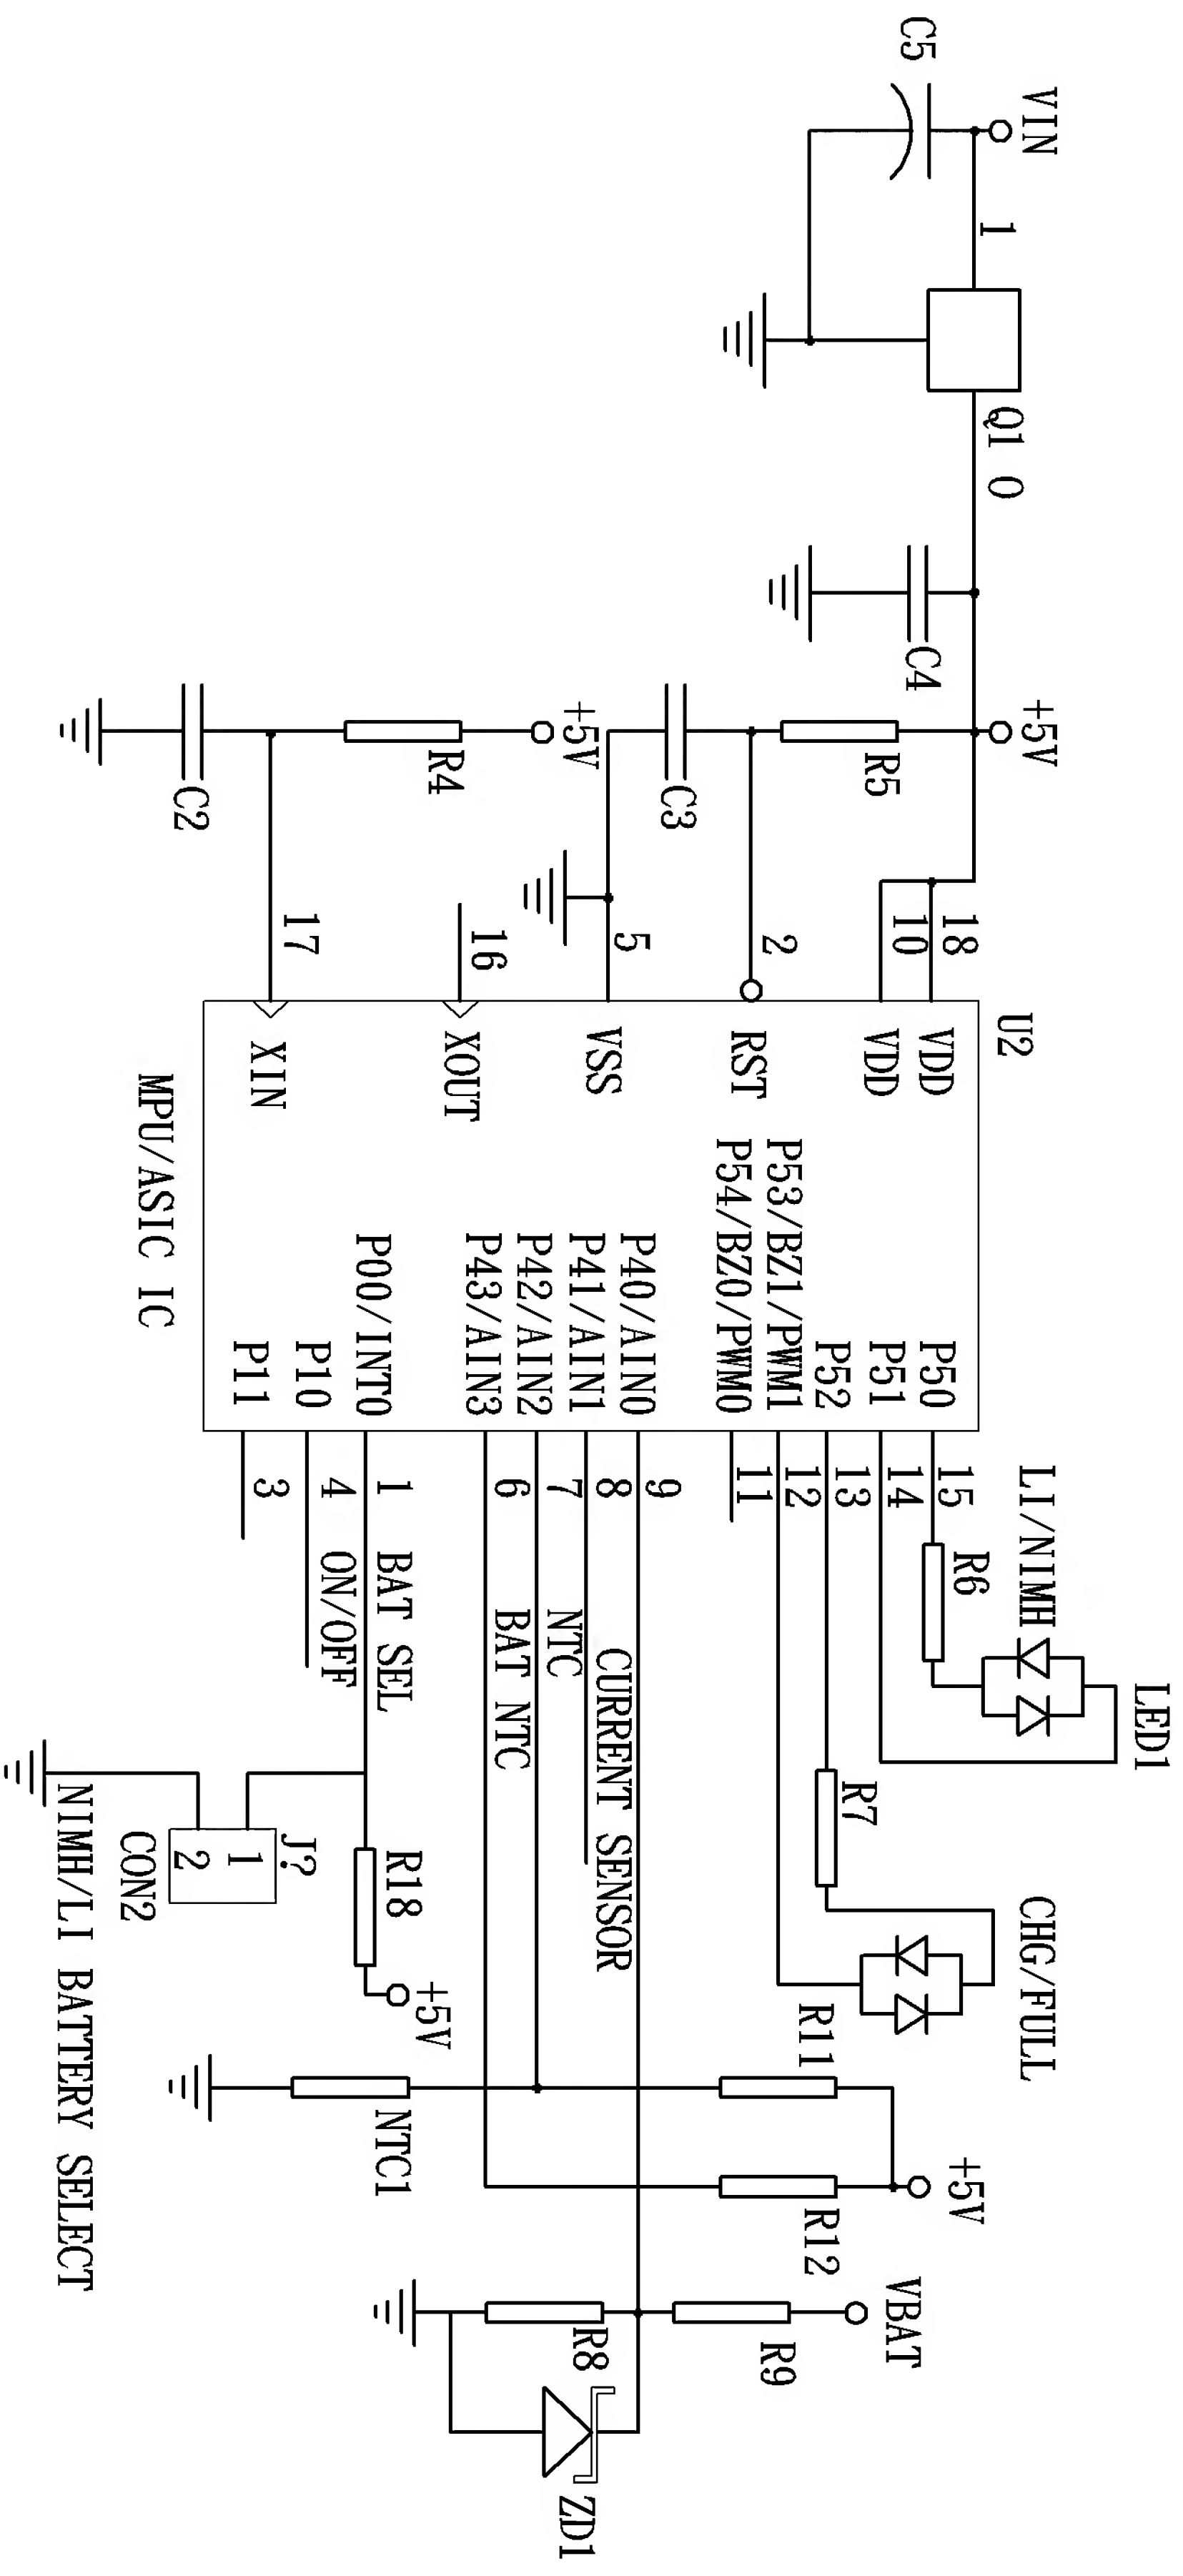 VIN
C5
1
Q1 0
C4
+5V
R5
C3
+5V
R4
C2
18
10
2
5
16
17
U2
VDD
VDD
RST
VSS
XOUT
XIN
P50
P51
P52
P53/BZ1/PWM1
P54/BZ0/PWM0
P40/AIN0
P41/AIN1
P42/AIN2
P43/AIN3
P00/INT0
P10
P11
MPU/ASIC IC
15
14
13
12
11
9
8
7
6
1
4
3
LI/NIMH
R6
LED1
R7
CHG/FULL
CURRENT SENSOR
NTC
BAT NTC
BAT SEL
ON/OFF
R18
+5V
J?
1
2
CON2
NIMH/LI BATTERY SELECT
R11
+5V
R12
NTC1
VBAT
R9
R8
ZD1